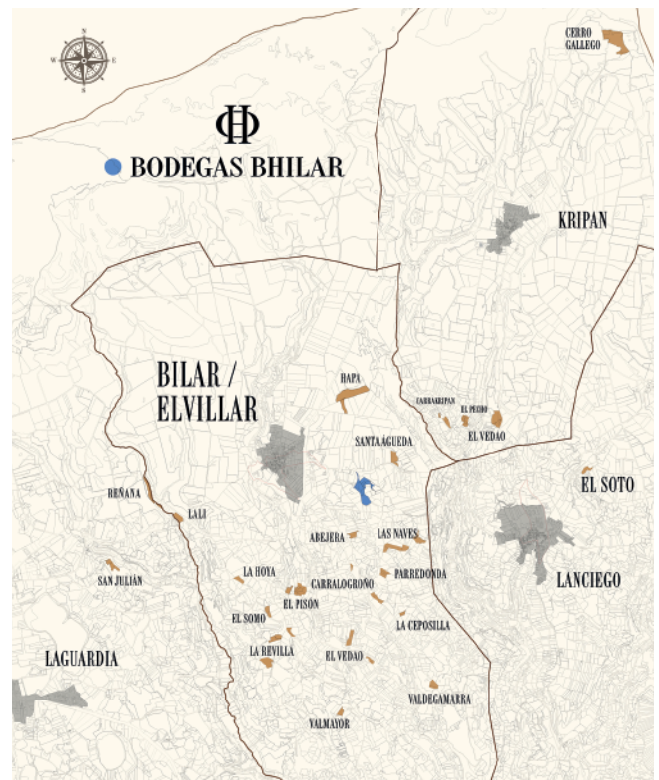 CERRO
GALLEGO
N
W
E
S
BODEGAS BHILAR
KRIPAN
BILAR /
ELVILLAR
HAPA
CARRAKRIPAN
EL PECHO
EL VEDAO
SANTA ÁGUEDA
EL SOTO
REÑANA
LALI
ABEJERA
LAS NAVES
LANCIEGO
SAN JULIÁN
LA HOYA
CARRALOGROÑO
PARREDONDA
EL PISÓN
EL SOMO
LA CEPOSILLA
LA REVILLA
EL VEDAO
LAGUARDIA
VALDEGAMARRA
VALMAYOR